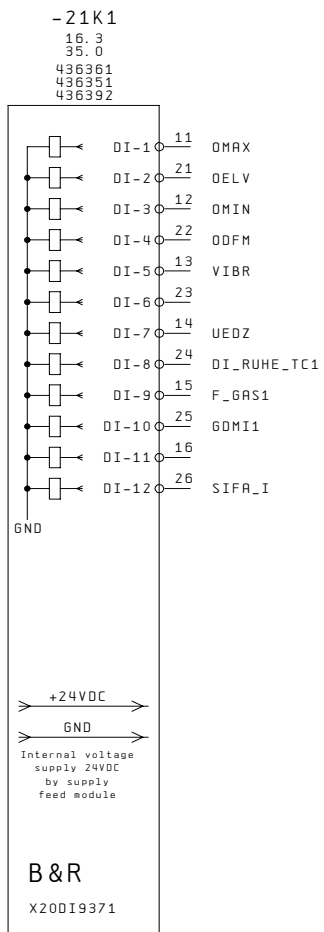 -21K1
16.3
35.0
436361
436351
436392
DI-1 11 OMAX
DI-2 21 OELV
DI-3 12 OMIN
DI-4 22 ODFM
DI-5 13 VIBR
DI-6 23
DI-7 14 UEDZ
DI-8 24 DI_RUHE_TC1
DI-9 15 F_GAS1
DI-10 25 GDMI1
DI-11 16
DI-12 26 SIFA_I
GND
+24VDC
GND
Internal voltage
supply 24VDC
by supply
feed module
B&R
X20DI9371